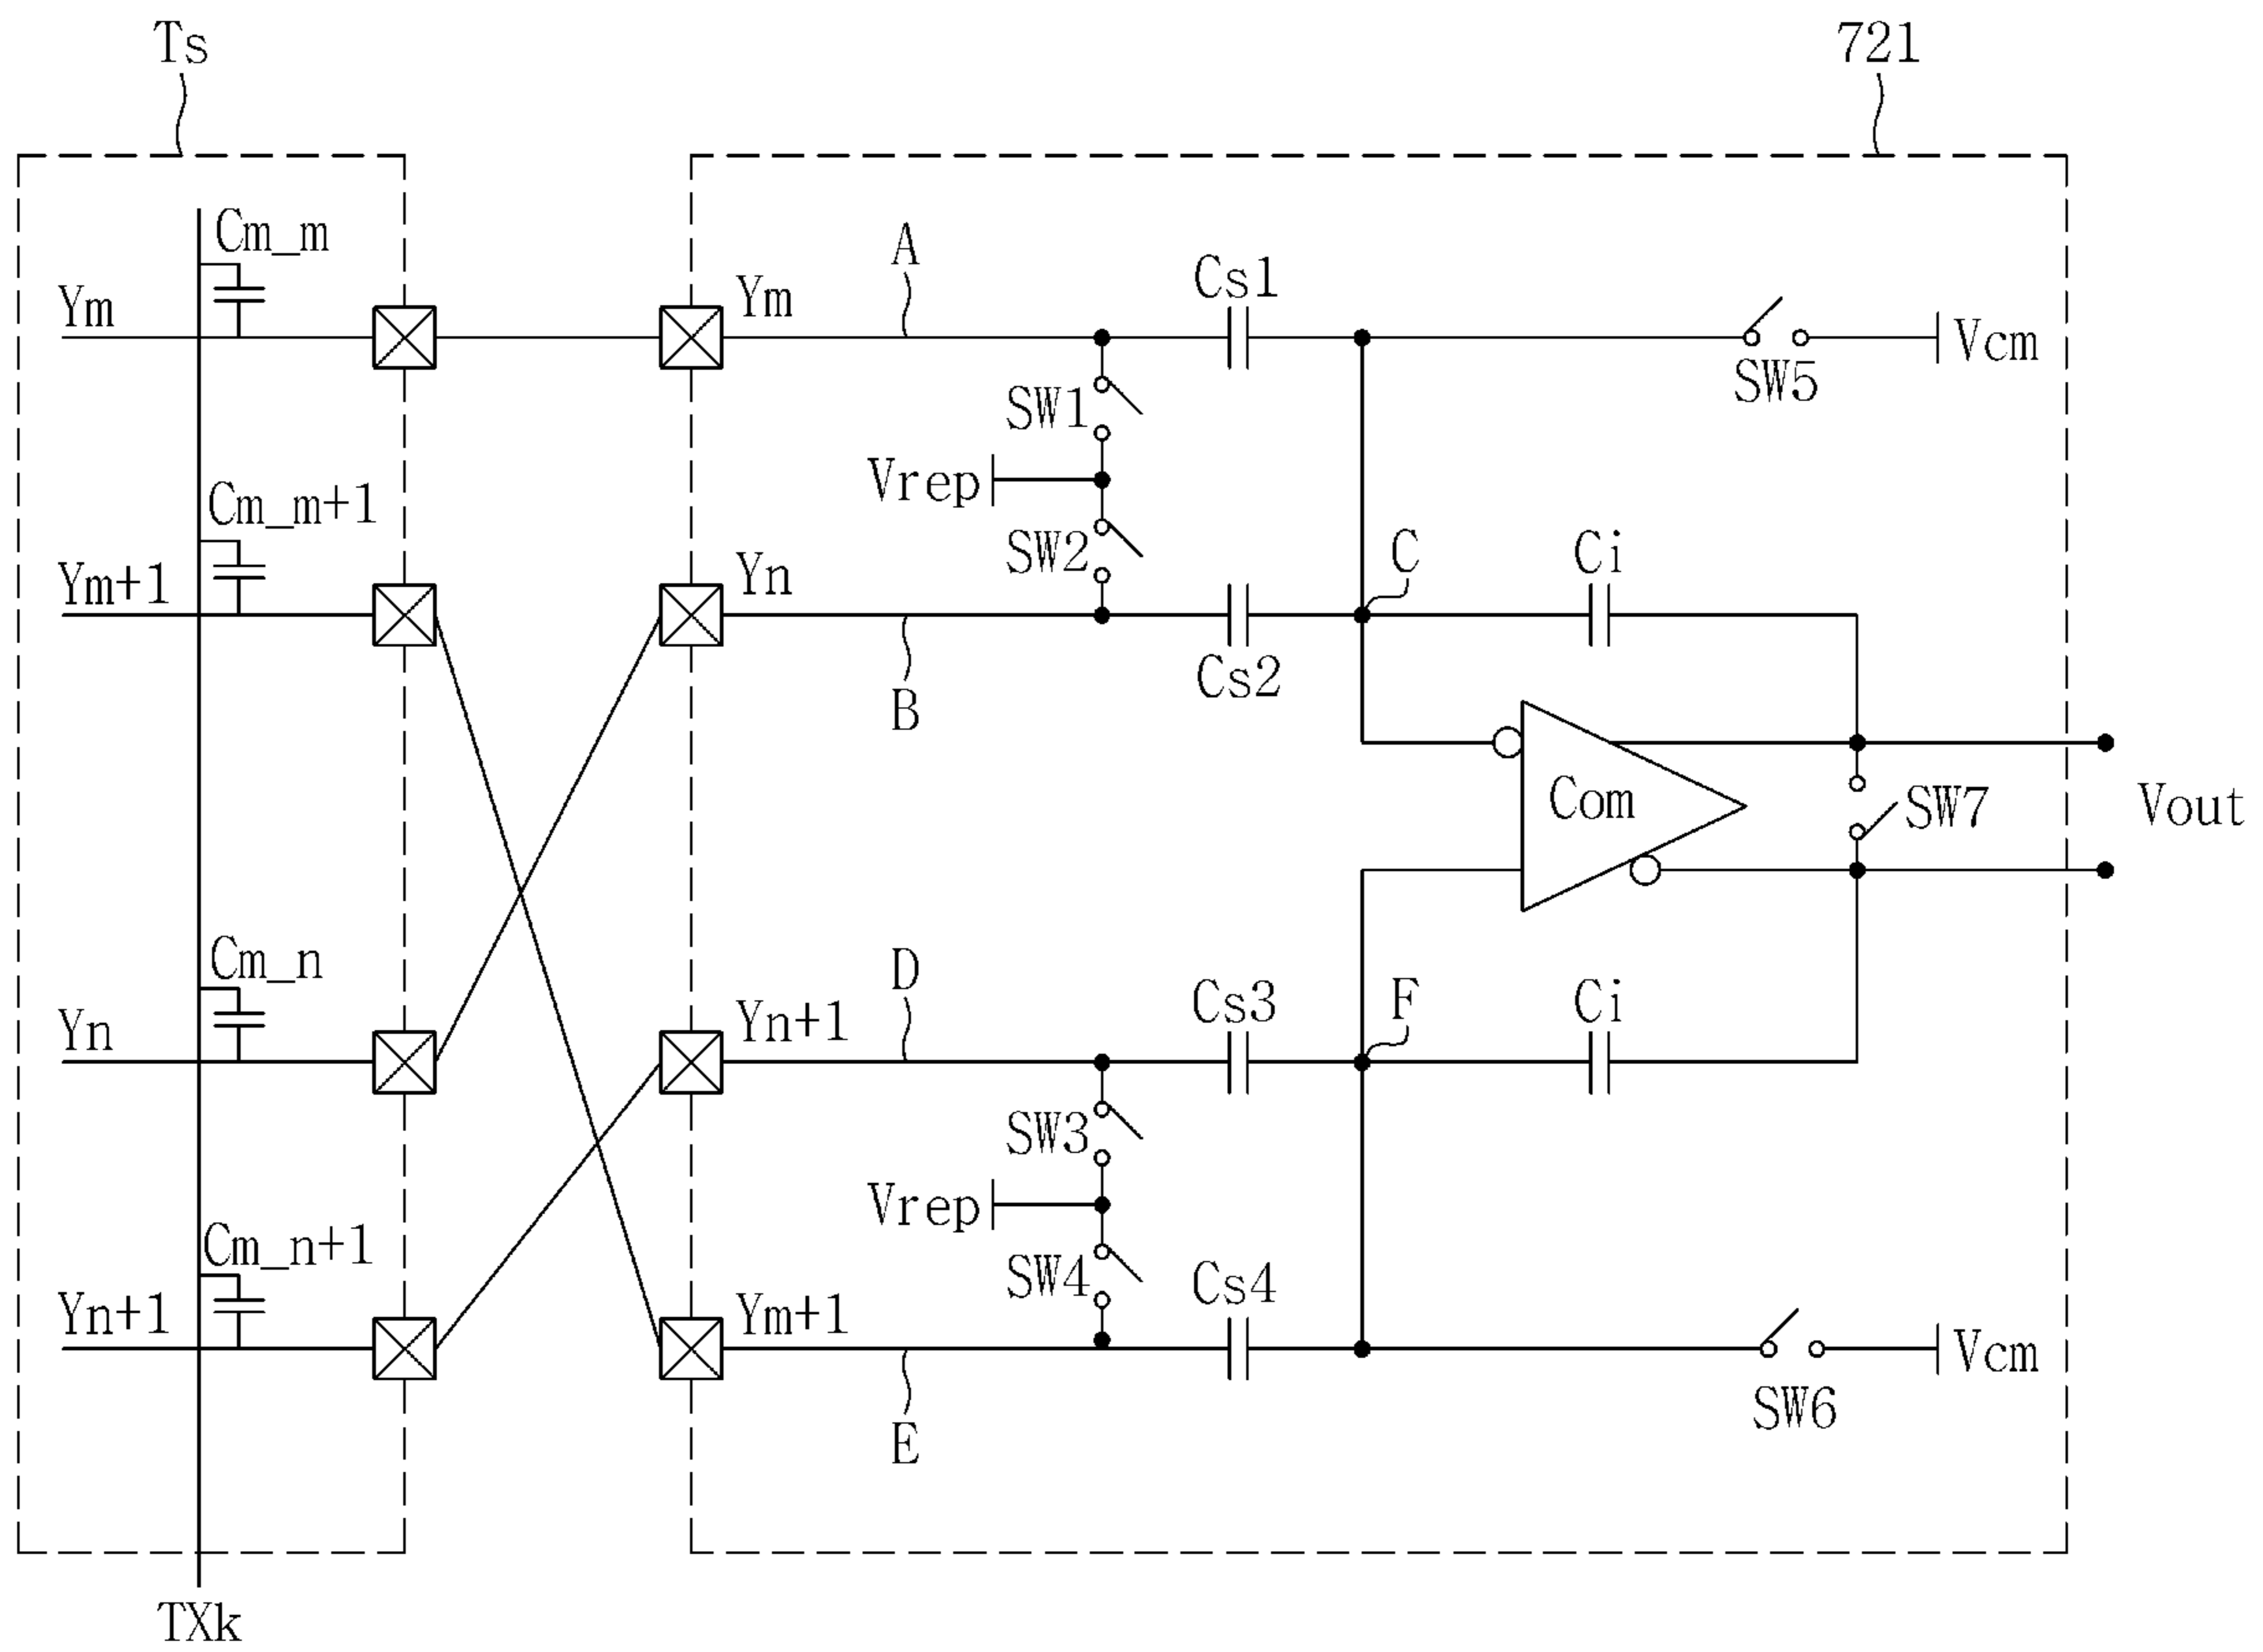 Ts
721
Cm_m
A
Ym
Ym
Cs1
Vcm
SW5
SW1
Vrep
Cm_m+1
SW2
C
Ci
Ym+1
Yn
Cs2
B
Com
SW7
Vout
Cm_n
D
Yn
Yn+1
Cs3
F
Ci
SW3
Vrep
Cm_n+1
SW4
Cs4
Yn+1
Ym+1
Vcm
SW6
E
TXk